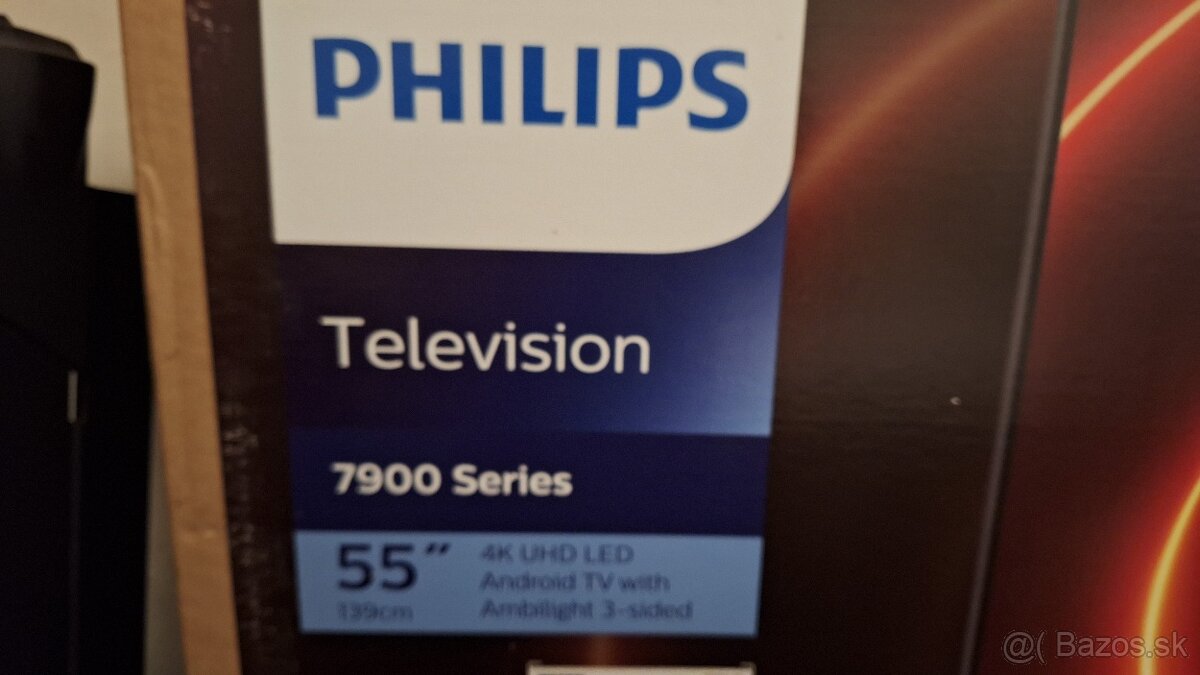 PHILIPS
Television
7900 Series
55″
139cm
4K UHD LED
Android TV with
Ambilight 3-sided
@( Bazos.sk